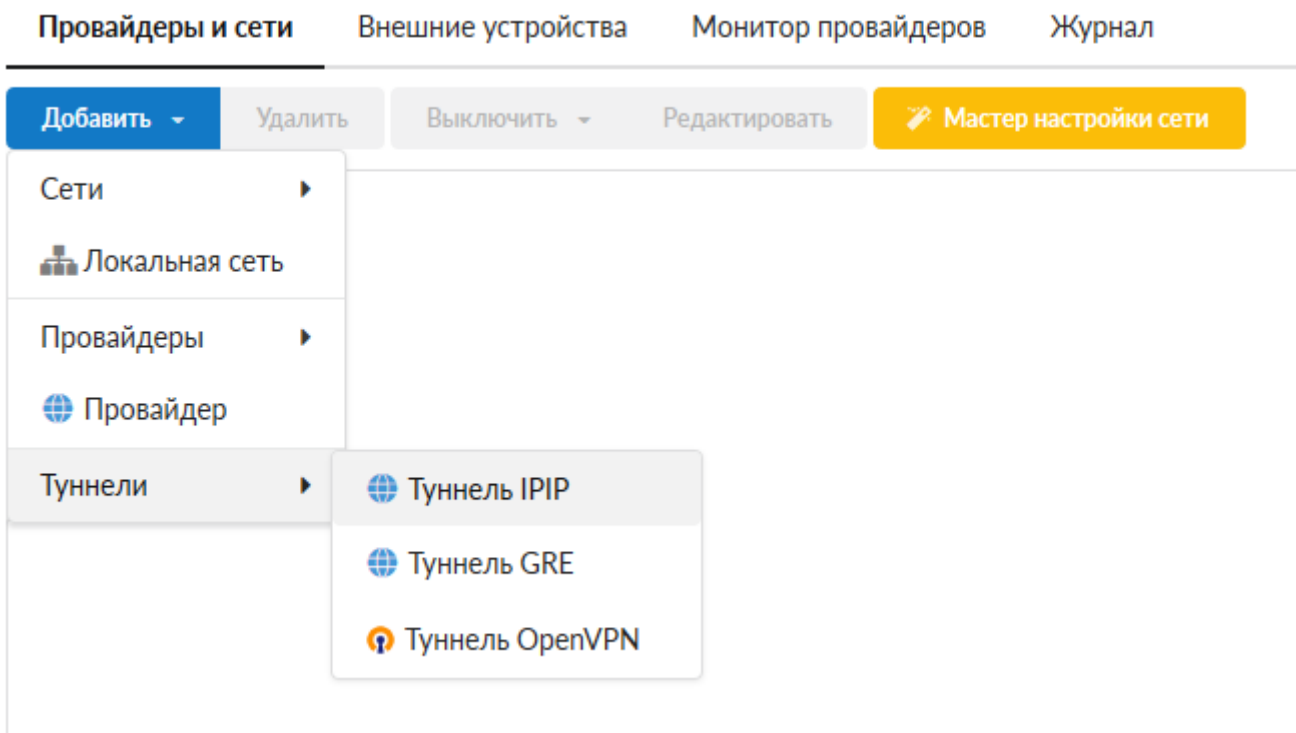 Провайдеры и сети Внешние устройства Монитор провайдеров Журнал
Добавить Удалить Выключить Редактировать Мастер настройки сети
Сети
Локальная сеть
Провайдеры
Провайдер
Туннели
Туннель IPIP
Туннель GRE
Туннель OpenVPN